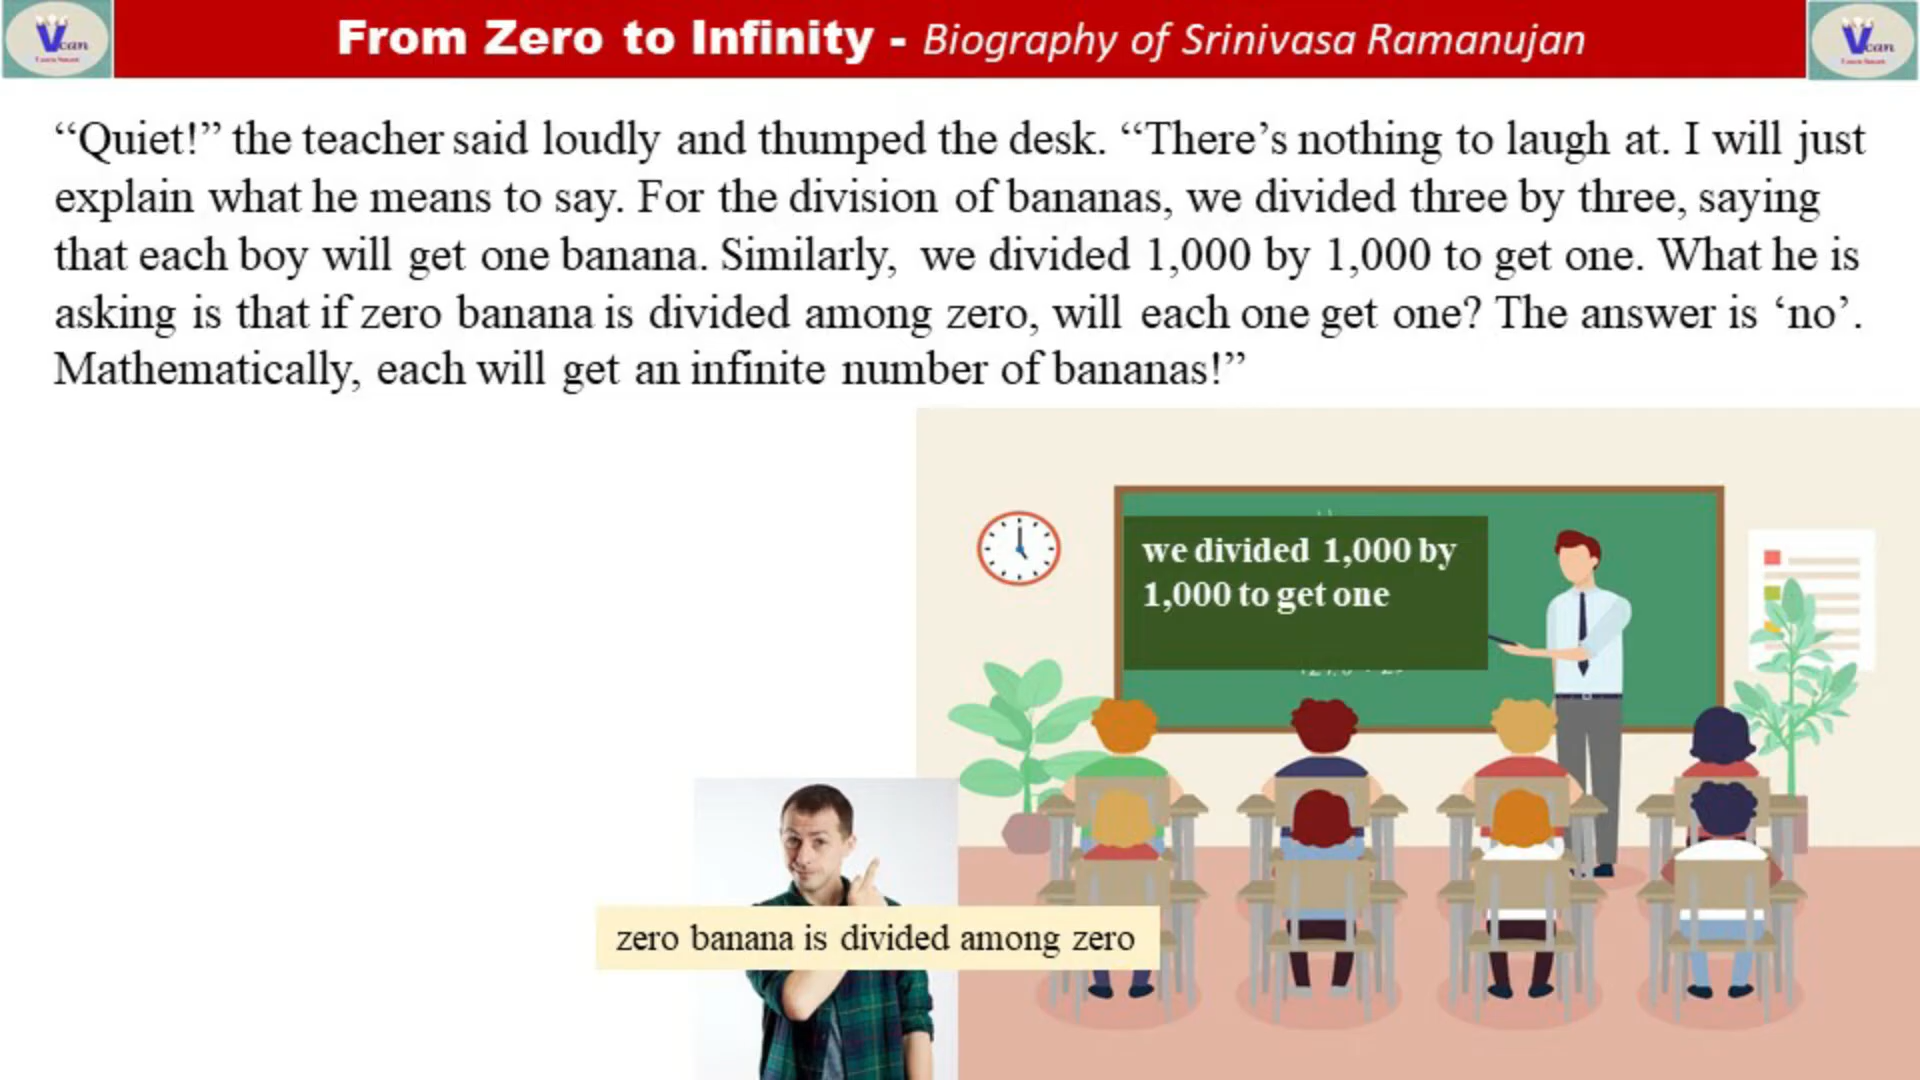 Vcan
From Zero to Infinity - Biography of Srinivasa Ramanujan
Vcan
“Quiet!” the teacher said loudly and thumped the desk. “There’s nothing to laugh at. I will just
explain what he means to say. For the division of bananas, we divided three by three, saying
that each boy will get one banana. Similarly, we divided 1,000 by 1,000 to get one. What he is
asking is that if zero banana is divided among zero, will each one get one? The answer is ‘no’.
Mathematically, each will get an infinite number of bananas!”
we divided 1,000 by
1,000 to get one
zero banana is divided among zero